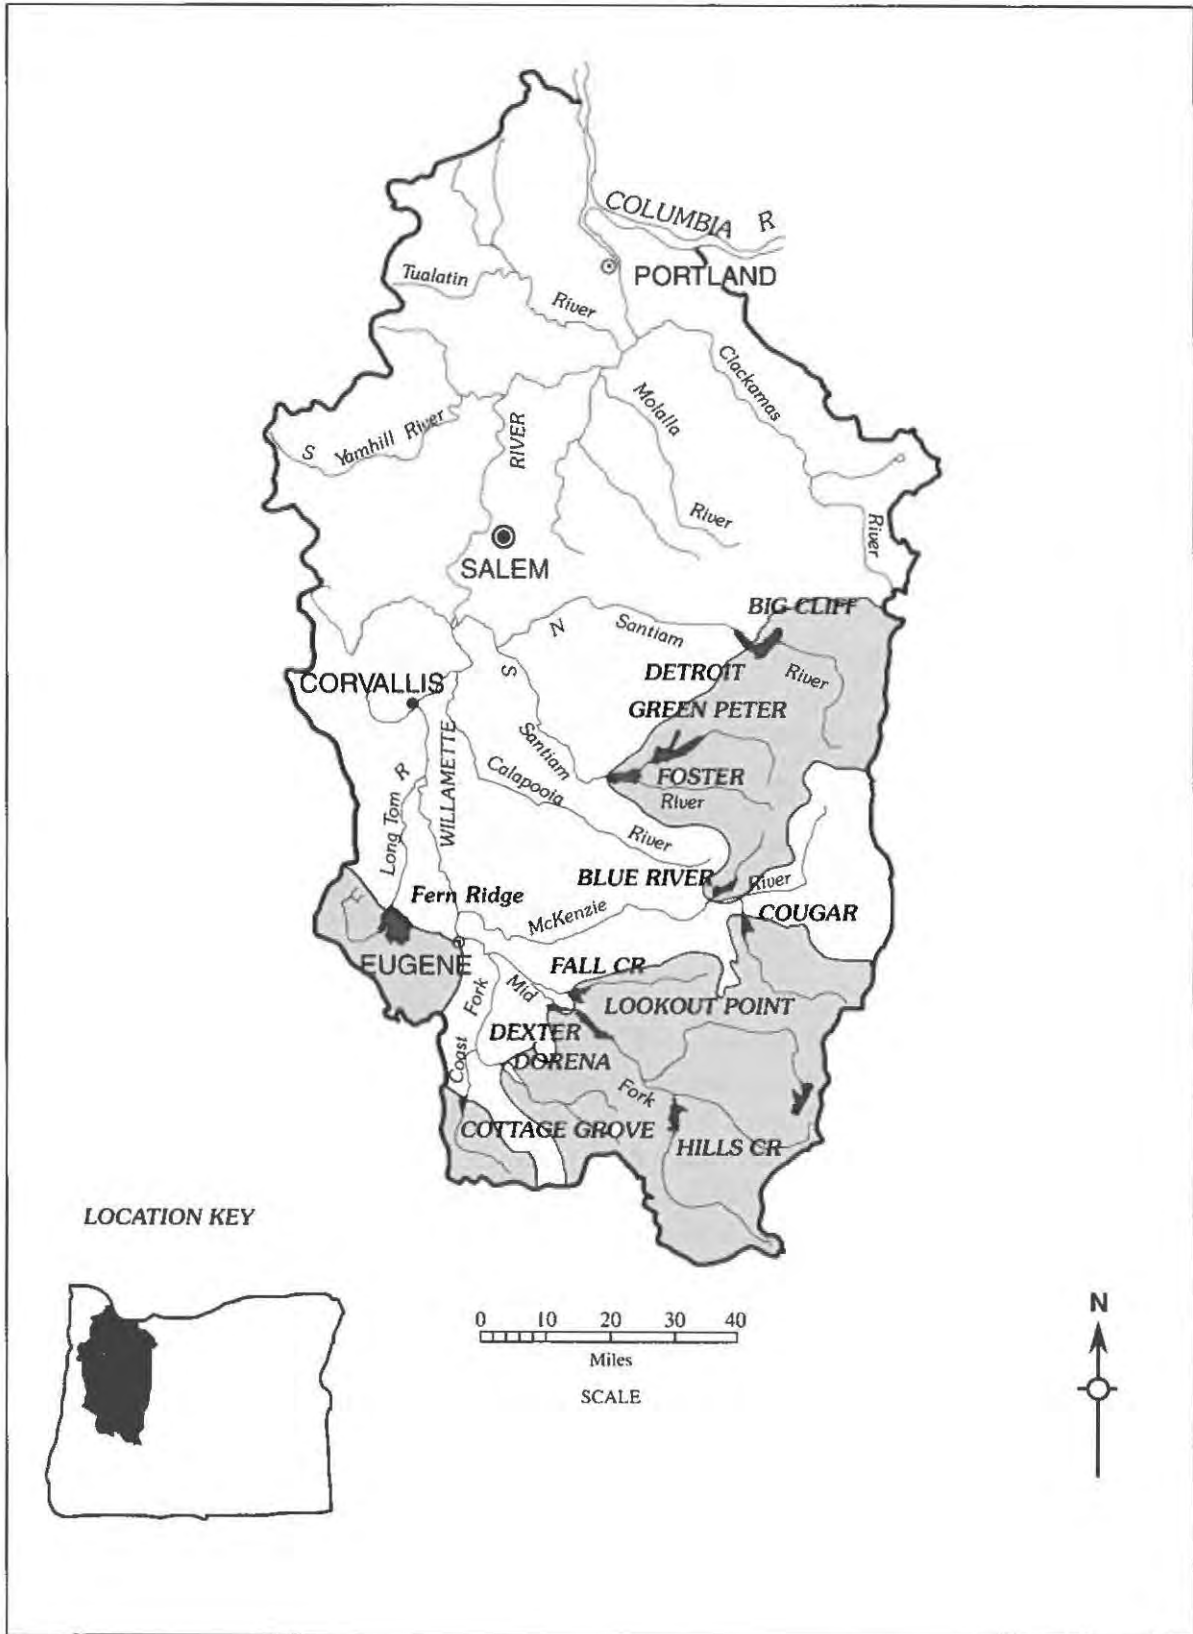 COLUMBIA R
PORTLAND
Tualatin River
Clackamas River
Molalla River
S Yamhill River
WILLAMETTE RIVER
SALEM
BIG CLIFF
N Santiam River
DETROIT
CORVALLIS
GREEN PETER
S Santiam River
FOSTER
Calapooia River
Long Tom R
BLUE RIVER
McKenzie River
Fern Ridge
COUGAR
EUGENE
FALL CR
Mid Fork
LOOKOUT POINT
Coast Fork
DEXTER
DORENA
COTTAGE GROVE
HILLS CR
LOCATION KEY
0 10 20 30 40
Miles
SCALE
N